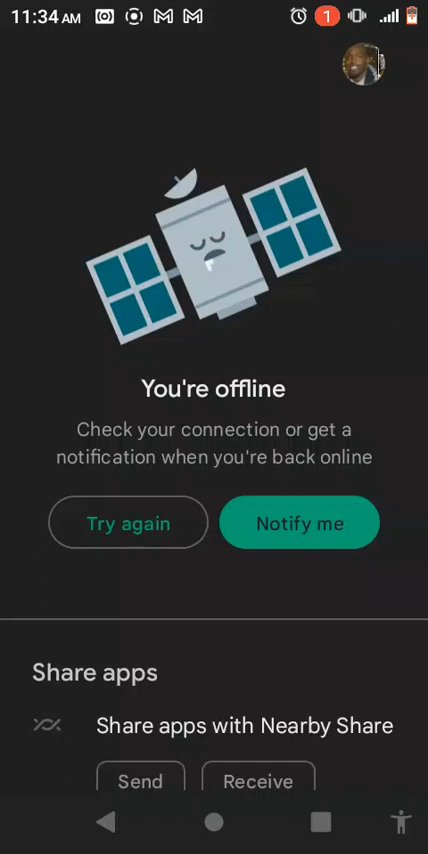 11:34 AM
1
You're offline
Check your connection or get a
notification when you're back online
Try again
Notify me
Share apps
Share apps with Nearby Share
Send
Receive